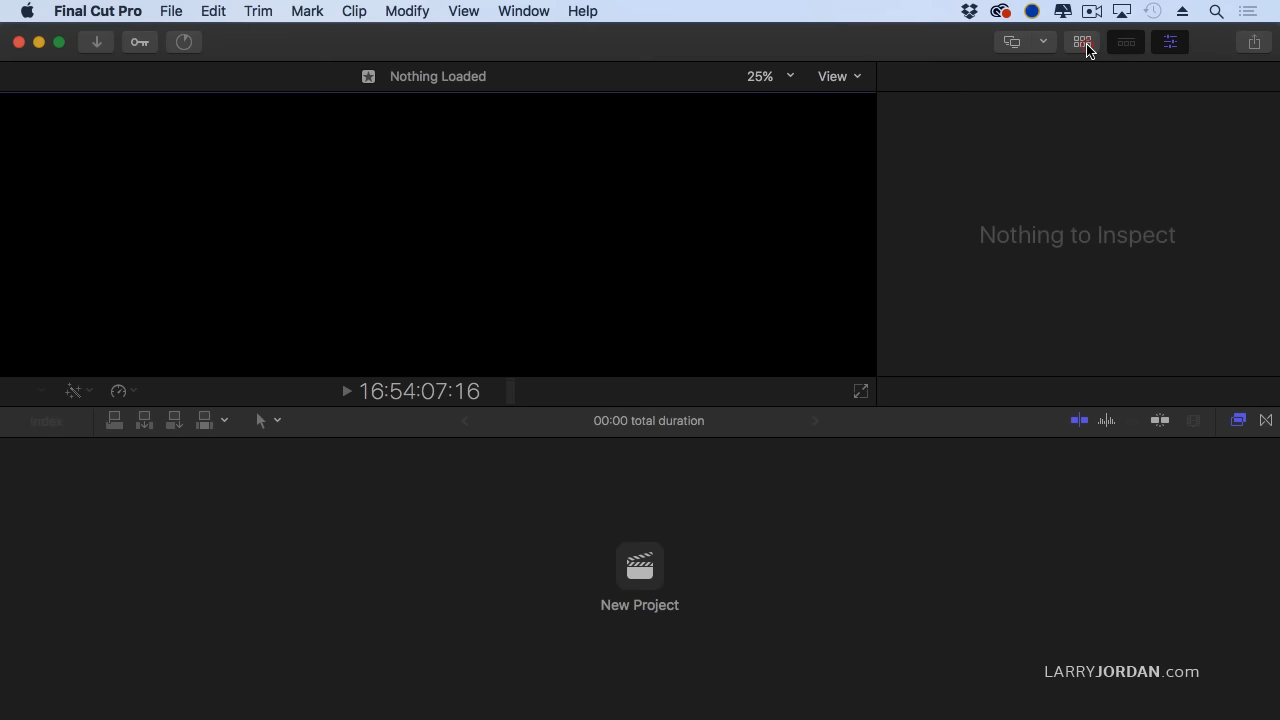 Final Cut Pro File Edit Trim Mark Clip Modify View Window Help
Nothing Loaded 25% View
Nothing to Inspect
16:54:07:16
Index 00:00 total duration
New Project
LARRYJORDAN.com